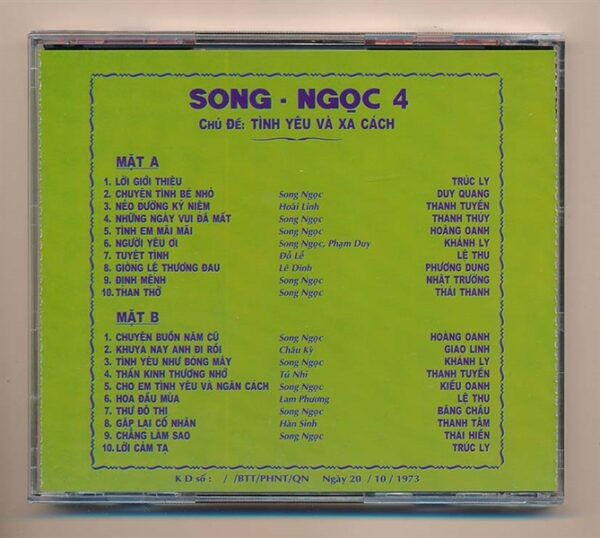 SONG - NGỌC 4
CHỦ ĐỀ: TÌNH YÊU VÀ XA CÁCH
MẶT A
1. LỜI GIỚI THIỆU TRÚC LY
2. CHUYỆN TÌNH BÉ NHỎ Song Ngọc DUY QUANG
3. NẺO ĐƯỜNG KỶ NIỆM Hoài Linh THANH TUYỀN
4. NHỮNG NGÀY VUI ĐÃ MẤT Song Ngọc THANH THÚY
5. TÌNH EM MÃI MÃI Song Ngọc HOÀNG OANH
6. NGƯỜI YÊU ƠI Song Ngọc, Phạm Duy KHÁNH LY
7. TUYỆT TÌNH Đỗ Lễ LỆ THU
8. GIÒNG LỆ THƯƠNG ĐAU Lê Dinh PHƯƠNG DUNG
9. ĐỊNH MỆNH Song Ngọc NHẬT TRƯỜNG
10. THAN THỞ Song Ngọc THÁI THANH
MẶT B
1. CHUYỆN BUỒN NĂM CŨ Song Ngọc HOÀNG OANH
2. KHUYA NAY ANH ĐI RỒI Châu Kỳ GIAO LINH
3. TÌNH YÊU NHƯ BÓNG MÂY Song Ngọc KHÁNH LY
4. THẦN KINH THƯƠNG NHỚ Tú Nhi THANH TUYỀN
5. CHO EM TÌNH YÊU VÀ NGĂN CÁCH Song Ngọc KIỀU OANH
6. HOA ĐẦU MÙA Lam Phương LỆ THU
7. THƯ ĐÔ THỊ Song Ngọc BĂNG CHÂU
8. GẶP LẠI CỐ NHÂN Hàn Sinh THANH TÂM
9. CHẲNG LÀM SAO Song Ngọc THÁI HIỀN
10. LỜI CẢM TẠ TRÚC LY
K D số : / /BTT/PHNT/QN Ngày 20 / 10 / 1973